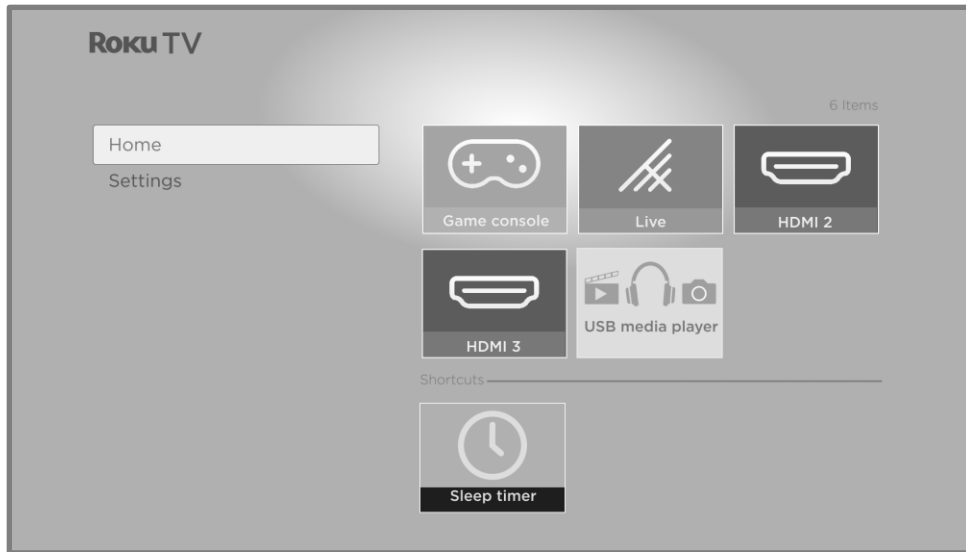 Roku TV
6 Items
Home
Settings
Game console
Live
HDMI 2
HDMI 3
USB media player
Shortcuts
Sleep timer